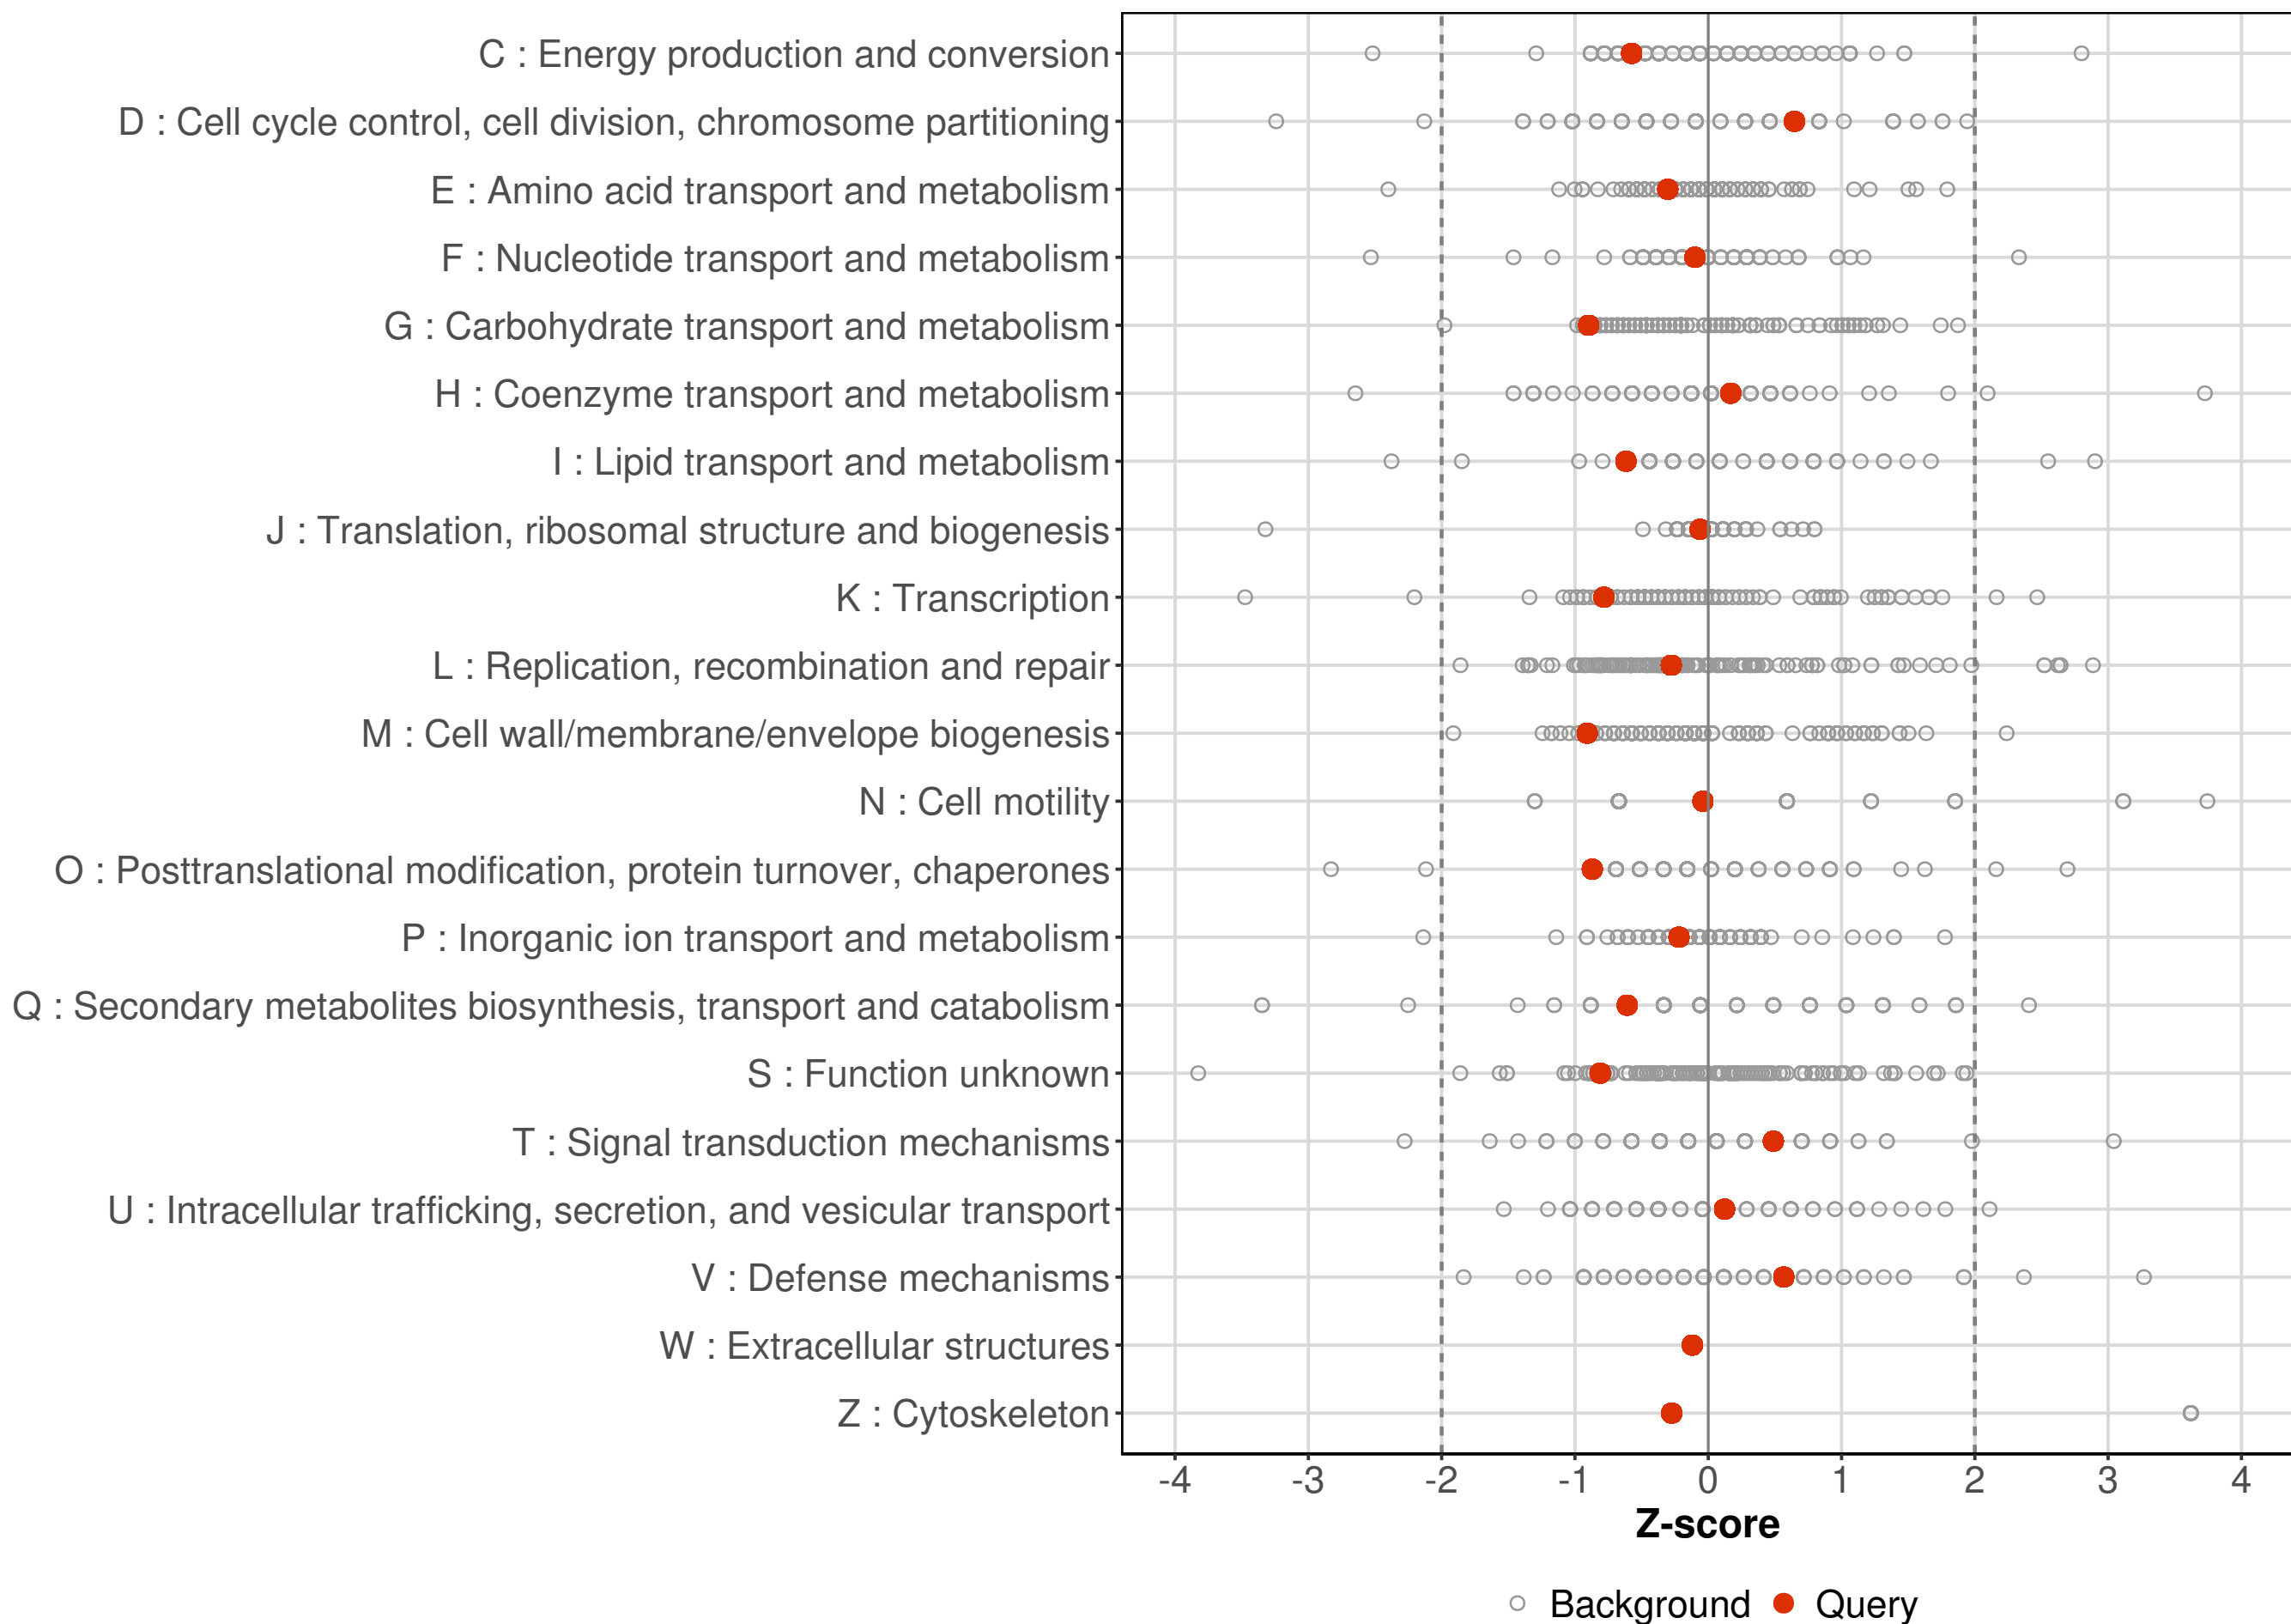 C : Energy production and conversion
D : Cell cycle control, cell division, chromosome partitioning
E : Amino acid transport and metabolism
F : Nucleotide transport and metabolism
G : Carbohydrate transport and metabolism
H : Coenzyme transport and metabolism
I : Lipid transport and metabolism
J : Translation, ribosomal structure and biogenesis
K : Transcription
L : Replication, recombination and repair
M : Cell wall/membrane/envelope biogenesis
N : Cell motility
O : Posttranslational modification, protein turnover, chaperones
P : Inorganic ion transport and metabolism
Q : Secondary metabolites biosynthesis, transport and catabolism
S : Function unknown
T : Signal transduction mechanisms
U : Intracellular trafficking, secretion, and vesicular transport
V : Defense mechanisms
W : Extracellular structures
Z : Cytoskeleton
-4 -3 -2 -1 0 1 2 3 4
Z-score
Background Query